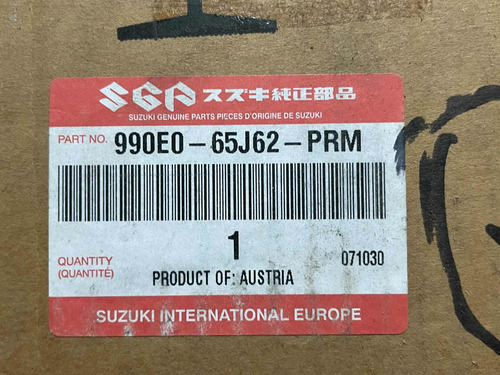 SGP スズキ純正部品
SUZUKI GENUINE PARTS PIECES D'ORIGINE DE SUZUKI
PART NO. 990E0-65J62-PRM
1
QUANTITY
(QUANTITÉ)
071030
PRODUCT OF: AUSTRIA
SUZUKI INTERNATIONAL EUROPE